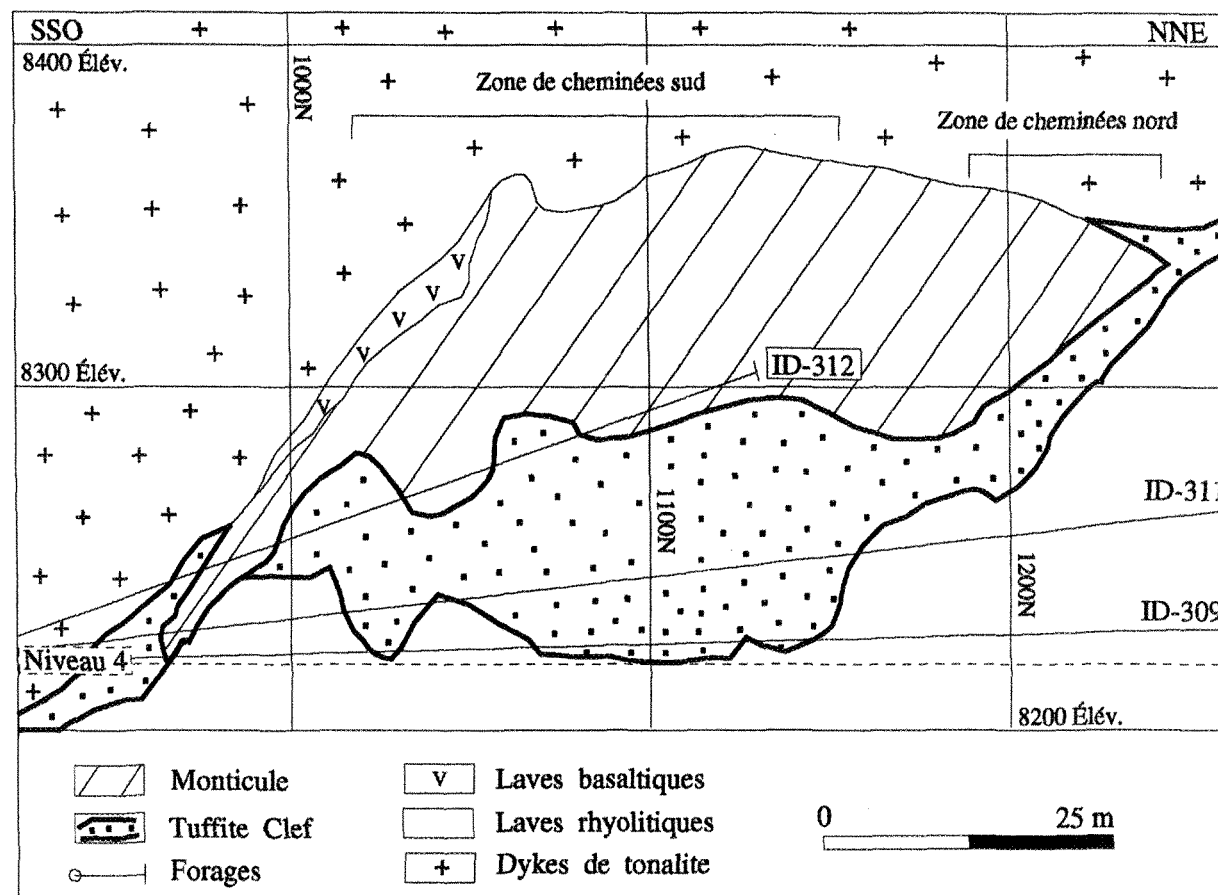 SSO
NNE
8400 Élév.
1000N
Zone de cheminées sud
Zone de cheminées nord
8300 Élév.
ID-312
ID-311
1100N
1200N
ID-309
Niveau 4
8200 Élév.
Monticule
Tuffite Clef
Forages
v Laves basaltiques
Laves rhyolitiques
+ Dykes de tonalite
0 25 m